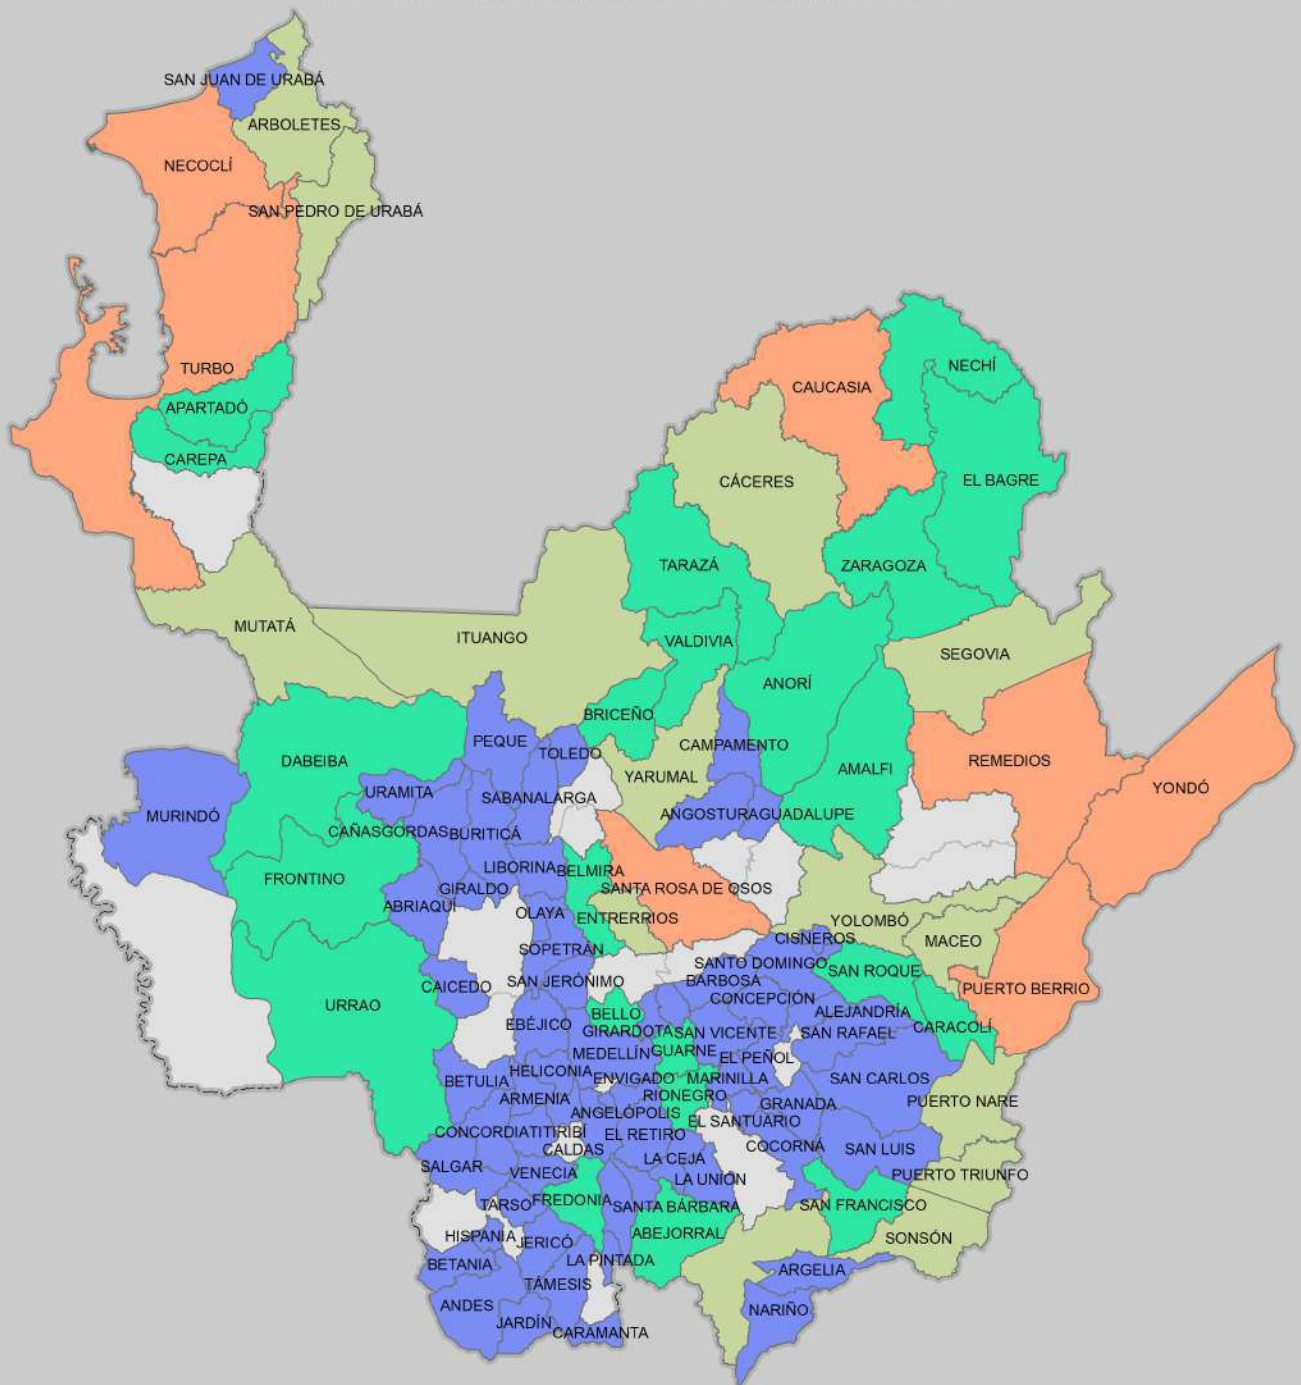 SAN JUAN DE URABÁ
ARBOLETES
NECOCLÍ
SAN PEDRO DE URABÁ
TURBO
APARTADÓ
CAREPA
NECHÍ
CAUCASIA
EL BAGRE
CÁCERES
TARAZÁ
ZARAGOZA
MUTATÁ
ITUANGO
VALDIVIA
SEGOVIA
ANORÍ
BRICEÑO
PEQUE
TOLEDO
CAMPAMENTO
DABEIBA
YARUMAL
AMALFI
REMEDIOS
YONDÓ
URAMITA
SABANALARGA
MURINDÓ
ANGOSTURA
GUADALUPE
CAÑASGORDAS
BURITICÁ
LIBORINA
BELMIRA
FRONTINO
GIRALDO
SANTA ROSA DE OSOS
ABRIAQUÍ
OLAYA
ENTRERRIOS
YOLOMBÓ
CISNEROS
MACEO
SOPETRÁN
SANTO DOMINGO
SAN ROQUE
SAN JERÓNIMO
BARBOSA
CAICEDO
PUERTO BERRIO
URRAO
CONCEPCIÓN
ALEJANDRÍA
BELLO
EBÉJICO
GIRARDOTA
SAN VICENTE
SAN RAFAEL
CARACOLÍ
MEDELLÍN
GUARNE
EL PEÑOL
HELICONIA
BETULIA
ENVIGADO
MARINILLA
SAN CARLOS
ARMENIA
RIONEGRO
GRANADA
PUERTO NARE
ANGELÓPOLIS
EL SANTUARIO
CONCORDIA
TITIRIBÍ
EL RETIRO
COCORNÁ
CALDAS
SAN LUIS
LA CEJA
SALGAR
VENECIA
LA UNIÓN
PUERTO TRIUNFO
TARSO
FREDONIA
SANTA BÁRBARA
SAN FRANCISCO
HISPANIA
JERICÓ
ABEJORRAL
SONSÓN
BETANIA
LA PINTADA
ARGELIA
TÁMESIS
ANDES
NARIÑO
JARDÍN
CARAMANTA